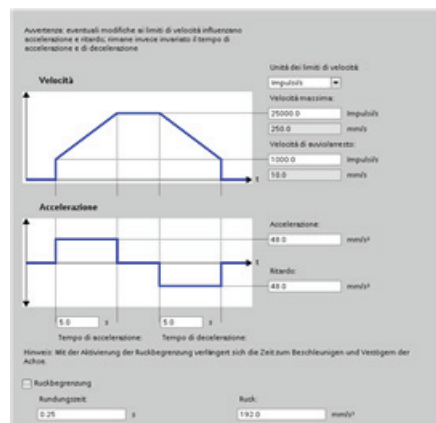 Avvertenza: eventuali modifiche ai limiti di velocità influenzano
accelerazione e ritardo; rimane invece invariato il tempo di
accelerazione e di decelerazione
Unità dei limiti di velocità:
Impulsi/s
Velocità
Velocità massima:
25000.0 Impulsi/s
250.0 mm/s
Velocità di avvio/arresto:
1000.0 Impulsi/s
10.0 mm/s
t
Accelerazione
Accelerazione:
48.0 mm/s²
t
Ritardo:
48.0 mm/s²
5.0 s 5.0 s
Tempo di accelerazione: Tempo di decelerazione:
Hinweis: Mit der Aktivierung der Ruckbegrenzung verlängert sich die Zeit zum Beschleunigen und Verzögern der
Achse.
Ruckbegrenzung
Rundungszeit: Ruck:
0.25 s 192.0 mm/s³